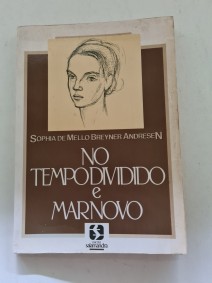 SOPHIA DE MELLO BREYNER ANDRESEN
NO
TEMPO DIVIDIDO
e
MAR NOVO